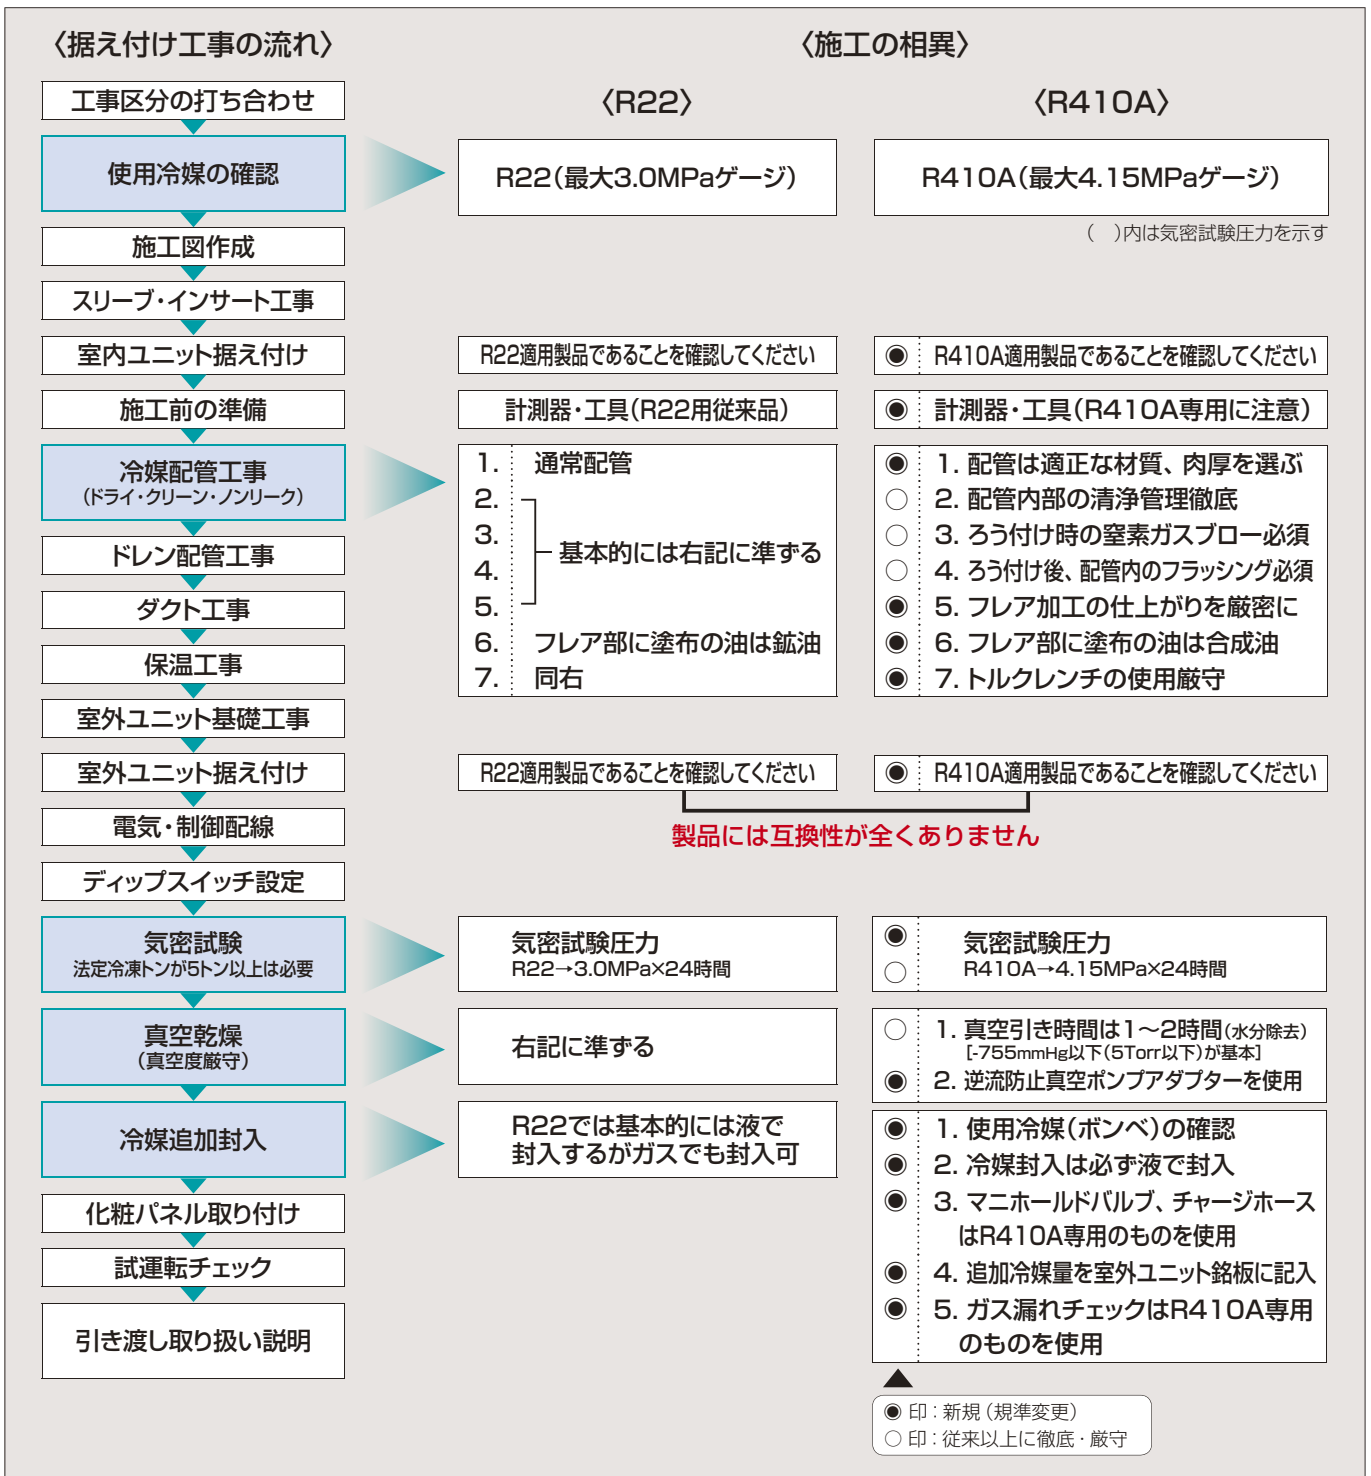 〈据え付け工事の流れ〉
〈施工の相異〉
〈R22〉
〈R410A〉
工事区分の打ち合わせ
使用冷媒の確認
R22（最大3.0MPaゲージ）
R410A（最大4.15MPaゲージ）
（　）内は気密試験圧力を示す
施工図作成
スリーブ・インサート工事
室内ユニット据え付け
R22適用製品であることを確認してください
◉ R410A適用製品であることを確認してください
施工前の準備
計測器・工具（R22用従来品）
◉ 計測器・工具（R410A専用に注意）
冷媒配管工事
（ドライ・クリーン・ノンリーク）
1. 通常配管
2.
3.
4.
5.
基本的には右記に準ずる
6. フレア部に塗布の油は鉱油
7. 同右
◉ 1. 配管は適正な材質、肉厚を選ぶ
○ 2. 配管内部の清浄管理徹底
○ 3. ろう付け時の窒素ガスブロー必須
○ 4. ろう付け後、配管内のフラッシング必須
◉ 5. フレア加工の仕上がりを厳密に
◉ 6. フレア部に塗布の油は合成油
◉ 7. トルクレンチの使用厳守
ドレン配管工事
ダクト工事
保温工事
室外ユニット基礎工事
室外ユニット据え付け
R22適用製品であることを確認してください
◉ R410A適用製品であることを確認してください
製品には互換性が全くありません
電気・制御配線
ディップスイッチ設定
気密試験
法定冷凍トンが5トン以上は必要
気密試験圧力
R22→3.0MPa×24時間
◉ 気密試験圧力
○ R410A→4.15MPa×24時間
真空乾燥
（真空度厳守）
右記に準ずる
○ 1. 真空引き時間は1～2時間（水分除去）
[-755mmHg以下（5Torr以下）が基本]
◉ 2. 逆流防止真空ポンプアダプターを使用
冷媒追加封入
R22では基本的には液で
封入するがガスでも封入可
◉ 1. 使用冷媒（ボンベ）の確認
◉ 2. 冷媒封入は必ず液で封入
◉ 3. マニホールドバルブ、チャージホース
はR410A専用のものを使用
◉ 4. 追加冷媒量を室外ユニット銘板に記入
◉ 5. ガス漏れチェックはR410A専用
のものを使用
化粧パネル取り付け
試運転チェック
引き渡し取り扱い説明
◉ 印：新規（規準変更）
○ 印：従来以上に徹底・厳守